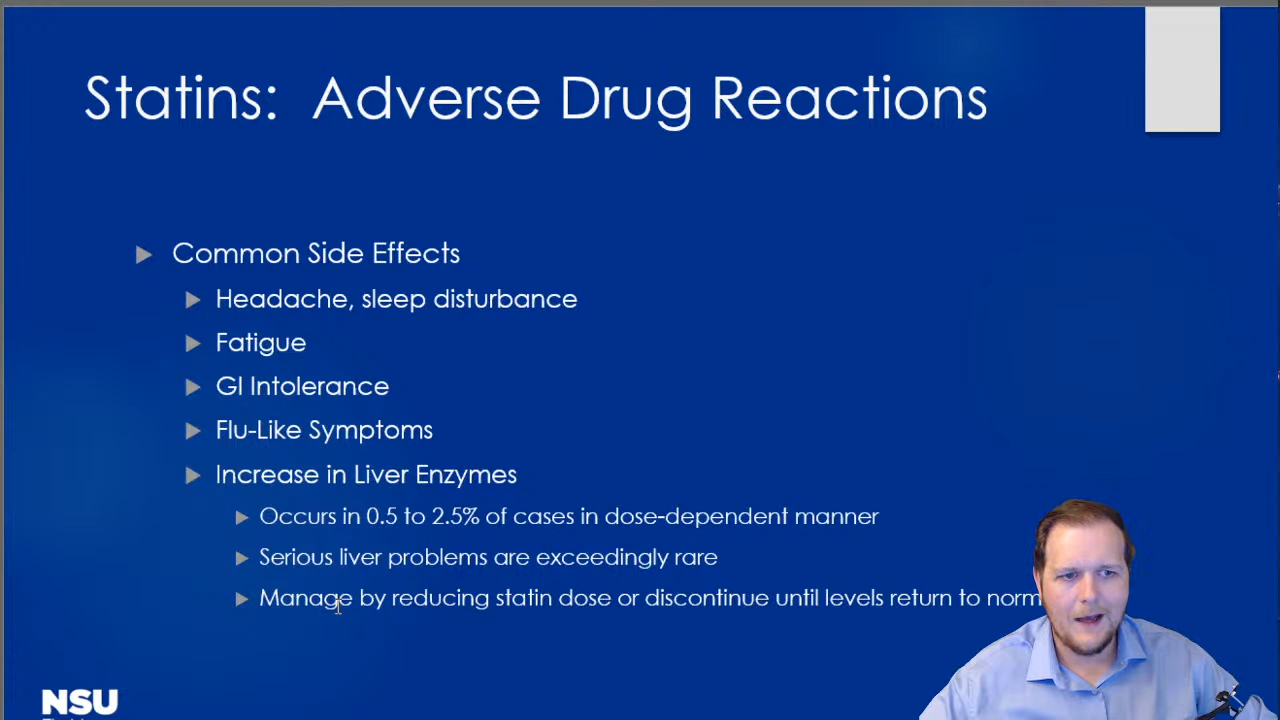 Statins: Adverse Drug Reactions
Common Side Effects
Headache, sleep disturbance
Fatigue
GI Intolerance
Flu-Like Symptoms
Increase in Liver Enzymes
Occurs in 0.5 to 2.5% of cases in dose-dependent manner
Serious liver problems are exceedingly rare
Manage by reducing statin dose or discontinue until levels return to norm
NSU